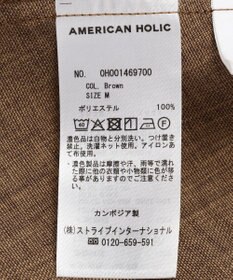 AMERICAN HOLIC
NO. 0H001469700
COL. Brown
SIZE M
ポリエステル 100%
濃色品は白物と分別洗い。つけ置き
禁止。洗濯ネット使用。アイロンは
あて布使用。
濃色製品は摩擦や汗、雨等で濡
れた際に他の衣類や小物類に色が移
る事がありますのでご注意くださ
い。
カンボジア製
(株)ストライプインターナショナル
☎ 0120-659-591